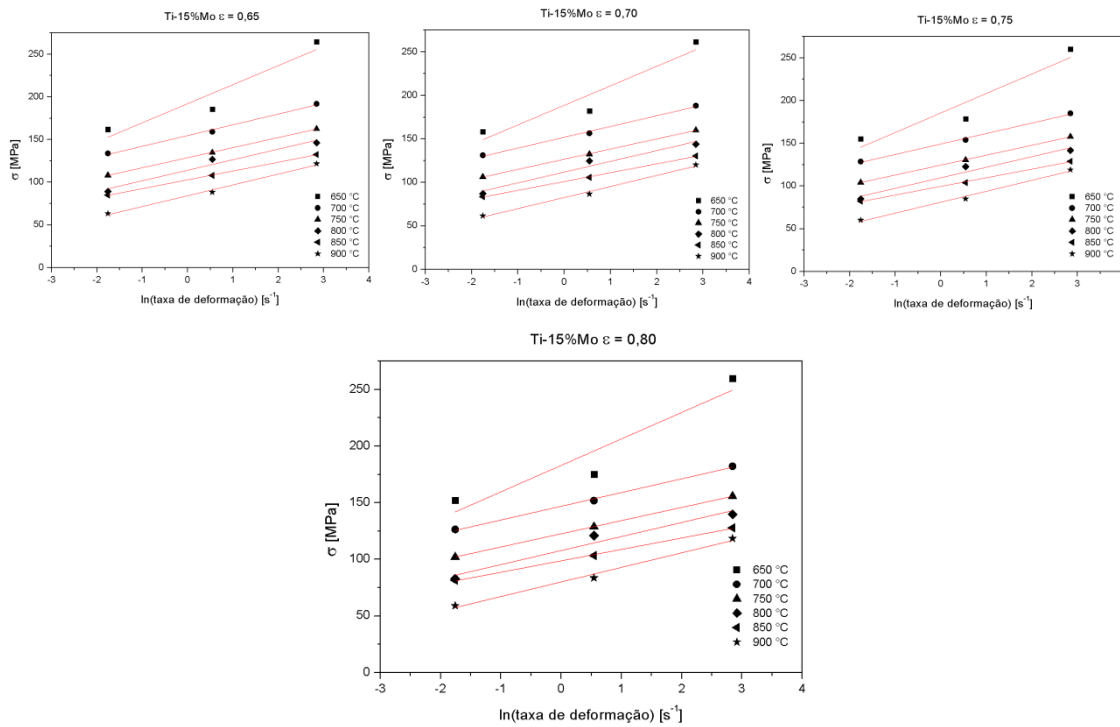 Ti-15%Mo ε = 0,65
σ [MPa]
250
200
150
100
50
0
650 °C
700 °C
750 °C
800 °C
850 °C
900 °C
-3 -2 -1 0 1 2 3 4
ln(taxa de deformação) [s⁻¹]
Ti-15%Mo ε = 0,70
σ [MPa]
250
200
150
100
50
0
650 °C
700 °C
750 °C
800 °C
850 °C
900 °C
-3 -2 -1 0 1 2 3 4
ln(taxa de deformação) [s⁻¹]
Ti-15%Mo ε = 0,75
σ [MPa]
250
200
150
100
50
0
650 °C
700 °C
750 °C
800 °C
850 °C
900 °C
-3 -2 -1 0 1 2 3
ln(taxa de deformação) [s⁻¹]
Ti-15%Mo ε = 0,80
σ [MPa]
250
200
150
100
50
0
650 °C
700 °C
750 °C
800 °C
850 °C
900 °C
-3 -2 -1 0 1 2 3 4
ln(taxa de deformação) [s⁻¹]